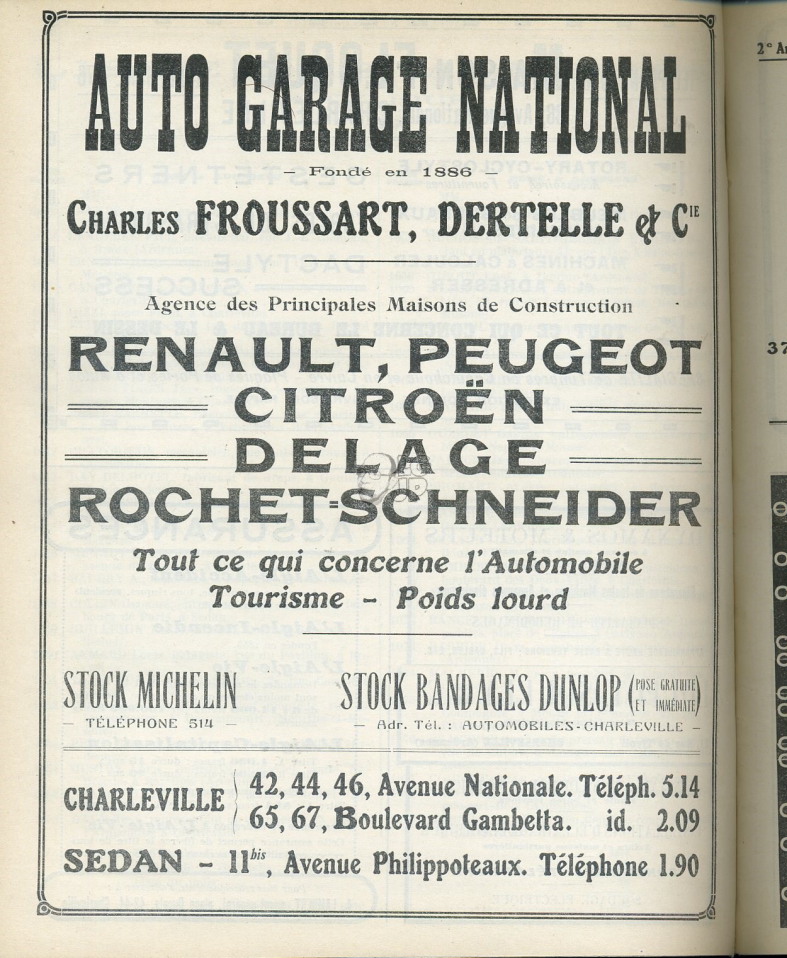 AUTO GARAGE NATIONAL
– Fondé en 1886 –
CHARLES FROUSSART, DERTELLE & CIE
Agence des Principales Maisons de Construction
RENAULT, PEUGEOT
CITROËN
DELAGE
ROCHET=SCHNEIDER
Tout ce qui concerne l'Automobile
Tourisme – Poids lourd
STOCK MICHELIN
– TÉLÉPHONE 514 –
STOCK BANDAGES DUNLOP (POSE GRATUITE ET IMMÉDIATE)
– Adr. Tél. : AUTOMOBILES-CHARLEVILLE –
CHARLEVILLE { 42, 44, 46, Avenue Nationale. Téléph. 5.14
65, 67, Boulevard Gambetta. id. 2.09
SEDAN – 11bis, Avenue Philippoteaux. Téléphone 1.90
37